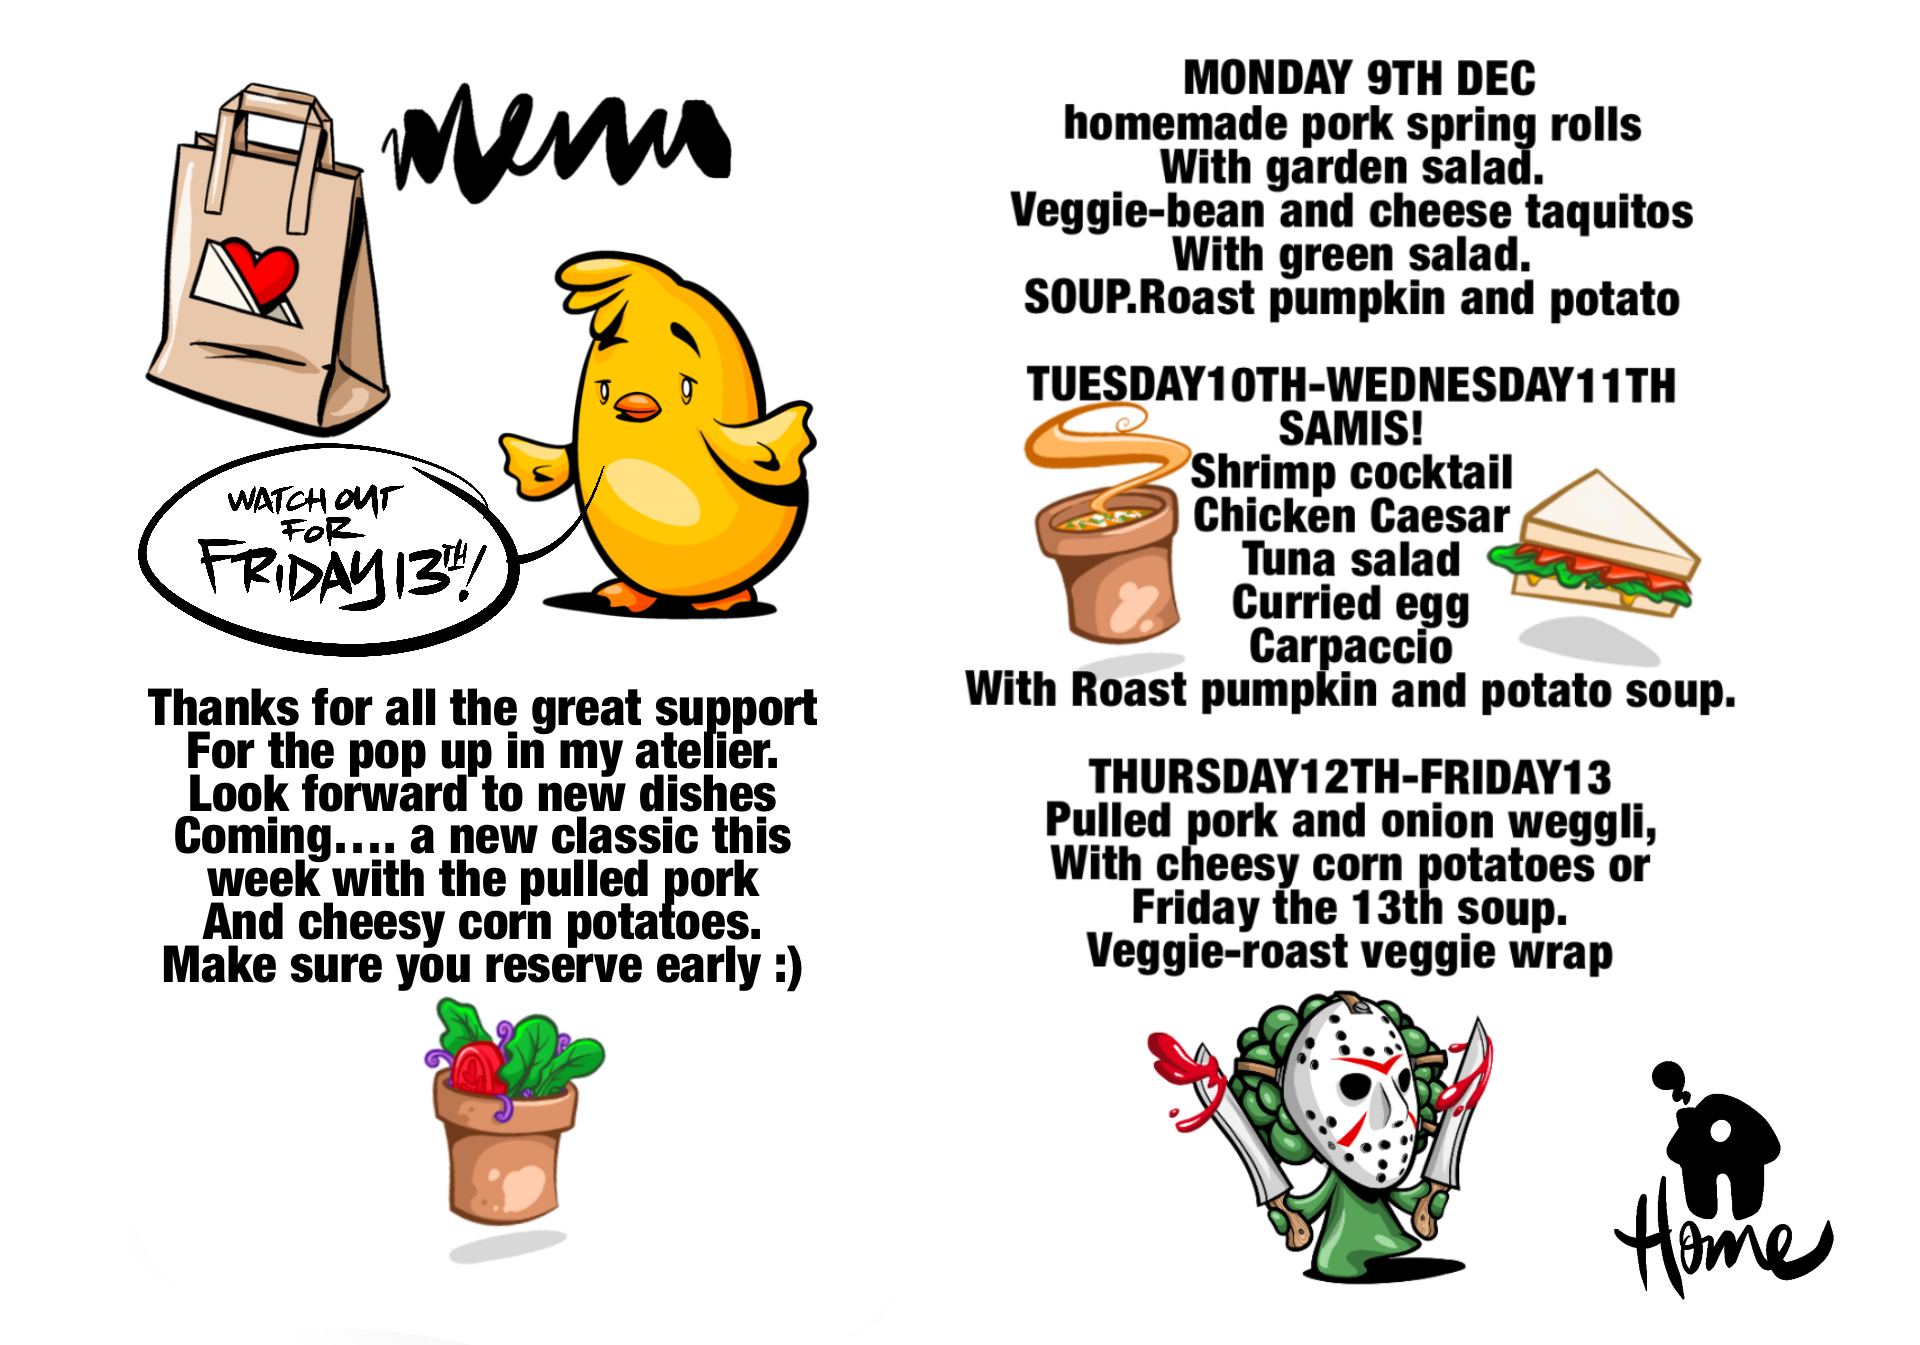 menu
WATCH OUT
FOR
FRIDAY 13TH!
Thanks for all the great support
For the pop up in my atelier.
Look forward to new dishes
Coming.... a new classic this
week with the pulled pork
And cheesy corn potatoes.
Make sure you reserve early :)
MONDAY 9TH DEC
homemade pork spring rolls
With garden salad.
Veggie-bean and cheese taquitos
With green salad.
SOUP.Roast pumpkin and potato
TUESDAY10TH-WEDNESDAY11TH
SAMIS!
Shrimp cocktail
Chicken Caesar
Tuna salad
Curried egg
Carpaccio
With Roast pumpkin and potato soup.
THURSDAY12TH-FRIDAY13
Pulled pork and onion weggli,
With cheesy corn potatoes or
Friday the 13th soup.
Veggie-roast veggie wrap
Home